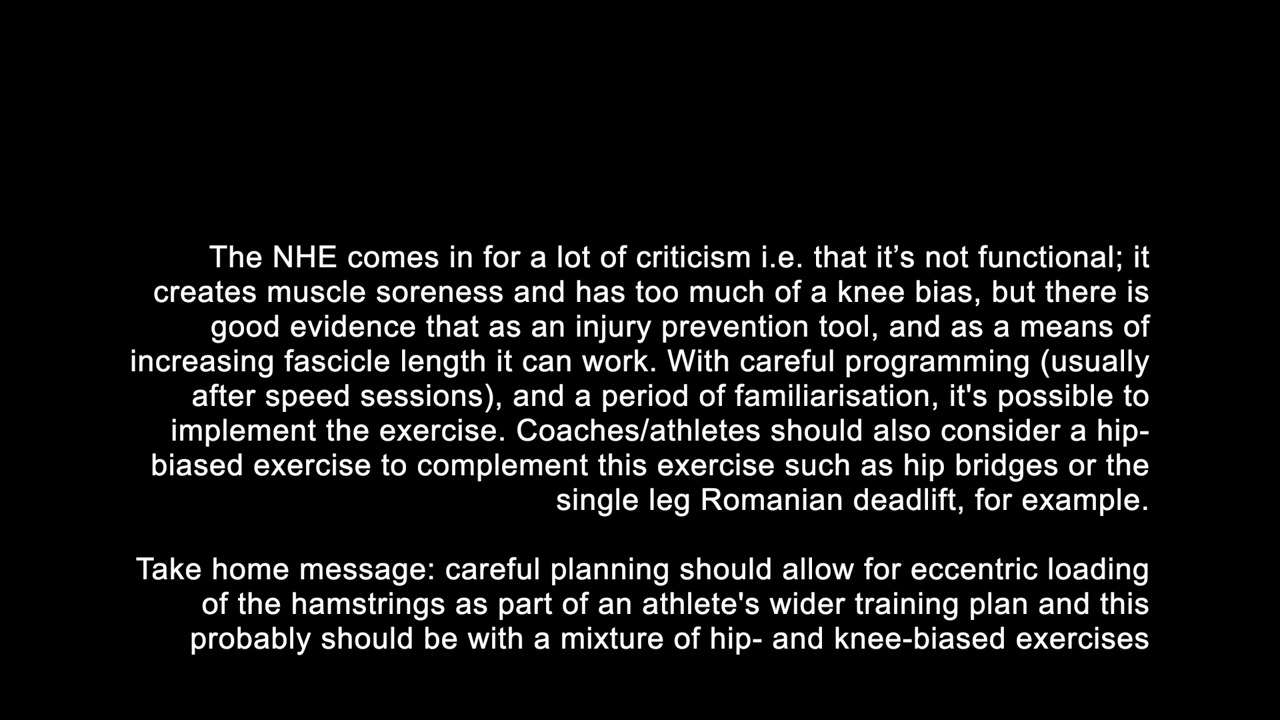 The NHE comes in for a lot of criticism i.e. that it’s not functional; it
creates muscle soreness and has too much of a knee bias, but there is
good evidence that as an injury prevention tool, and as a means of
increasing fascicle length it can work. With careful programming (usually
after speed sessions), and a period of familiarisation, it's possible to
implement the exercise. Coaches/athletes should also consider a hip-
biased exercise to complement this exercise such as hip bridges or the
single leg Romanian deadlift, for example.
Take home message: careful planning should allow for eccentric loading
of the hamstrings as part of an athlete's wider training plan and this
probably should be with a mixture of hip- and knee-biased exercises